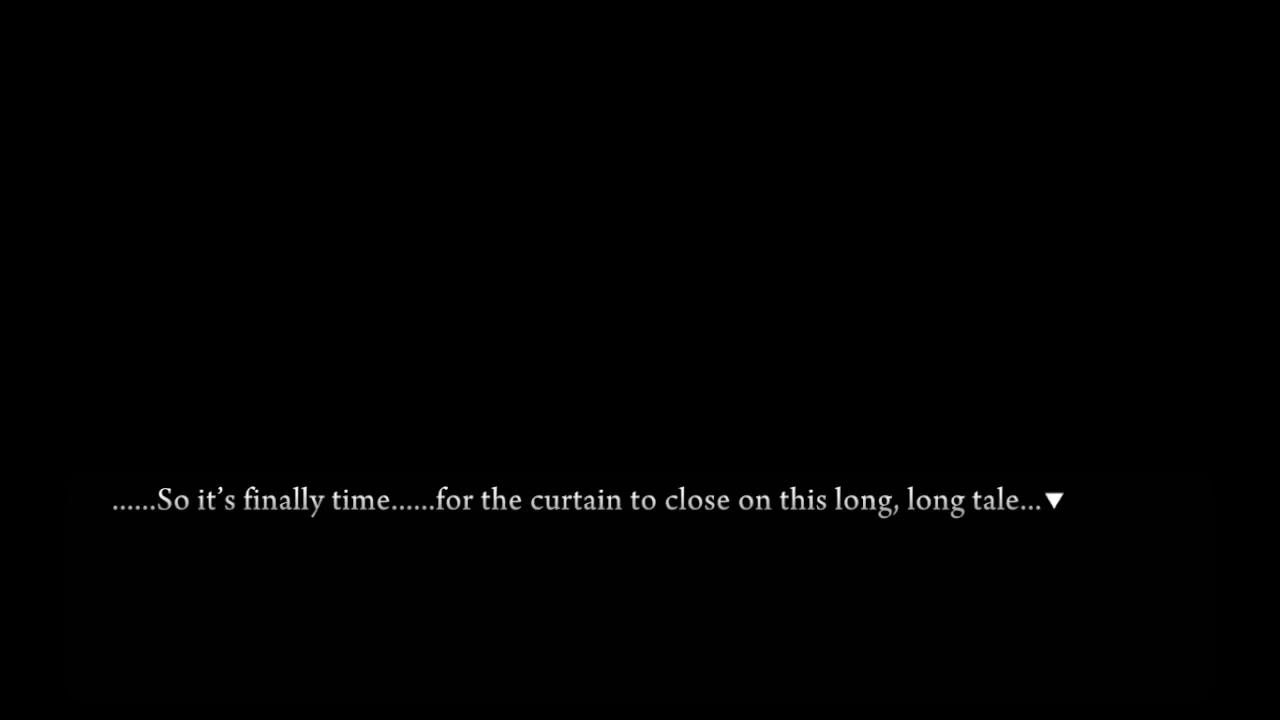 ......So it’s finally time......for the curtain to close on this long, long tale...▼